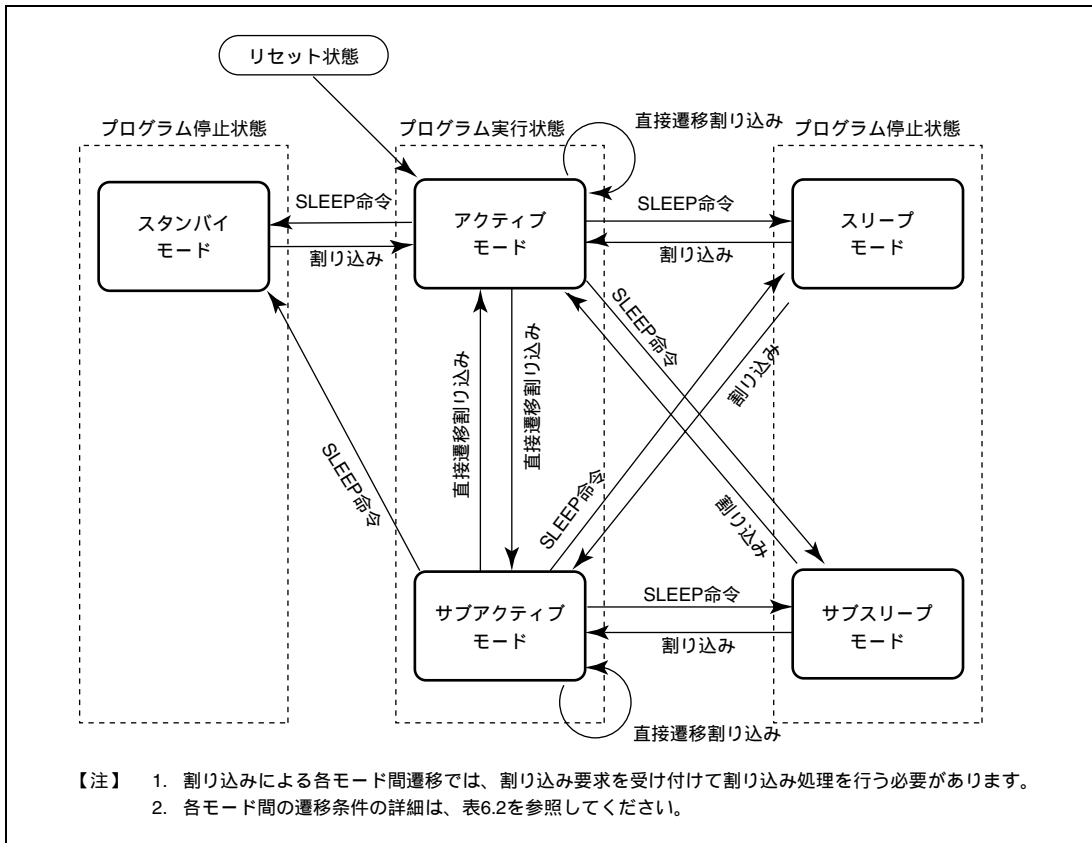 リセット状態
プログラム停止状態
プログラム実行状態
直接遷移割り込み
プログラム停止状態
スタンバイ
モード
SLEEP命令
割り込み
アクティブ
モード
SLEEP命令
割り込み
スリープ
モード
SLEEP命令
直接遷移割り込み
直接遷移割り込み
SLEEP命令
割り込み
SLEEP命令
割り込み
サブアクティブ
モード
SLEEP命令
割り込み
サブスリープ
モード
直接遷移割り込み
【注】 1. 割り込みによる各モード間遷移では、割り込み要求を受け付けて割り込み処理を行う必要があります。
2. 各モード間の遷移条件の詳細は、表6.2を参照してください。